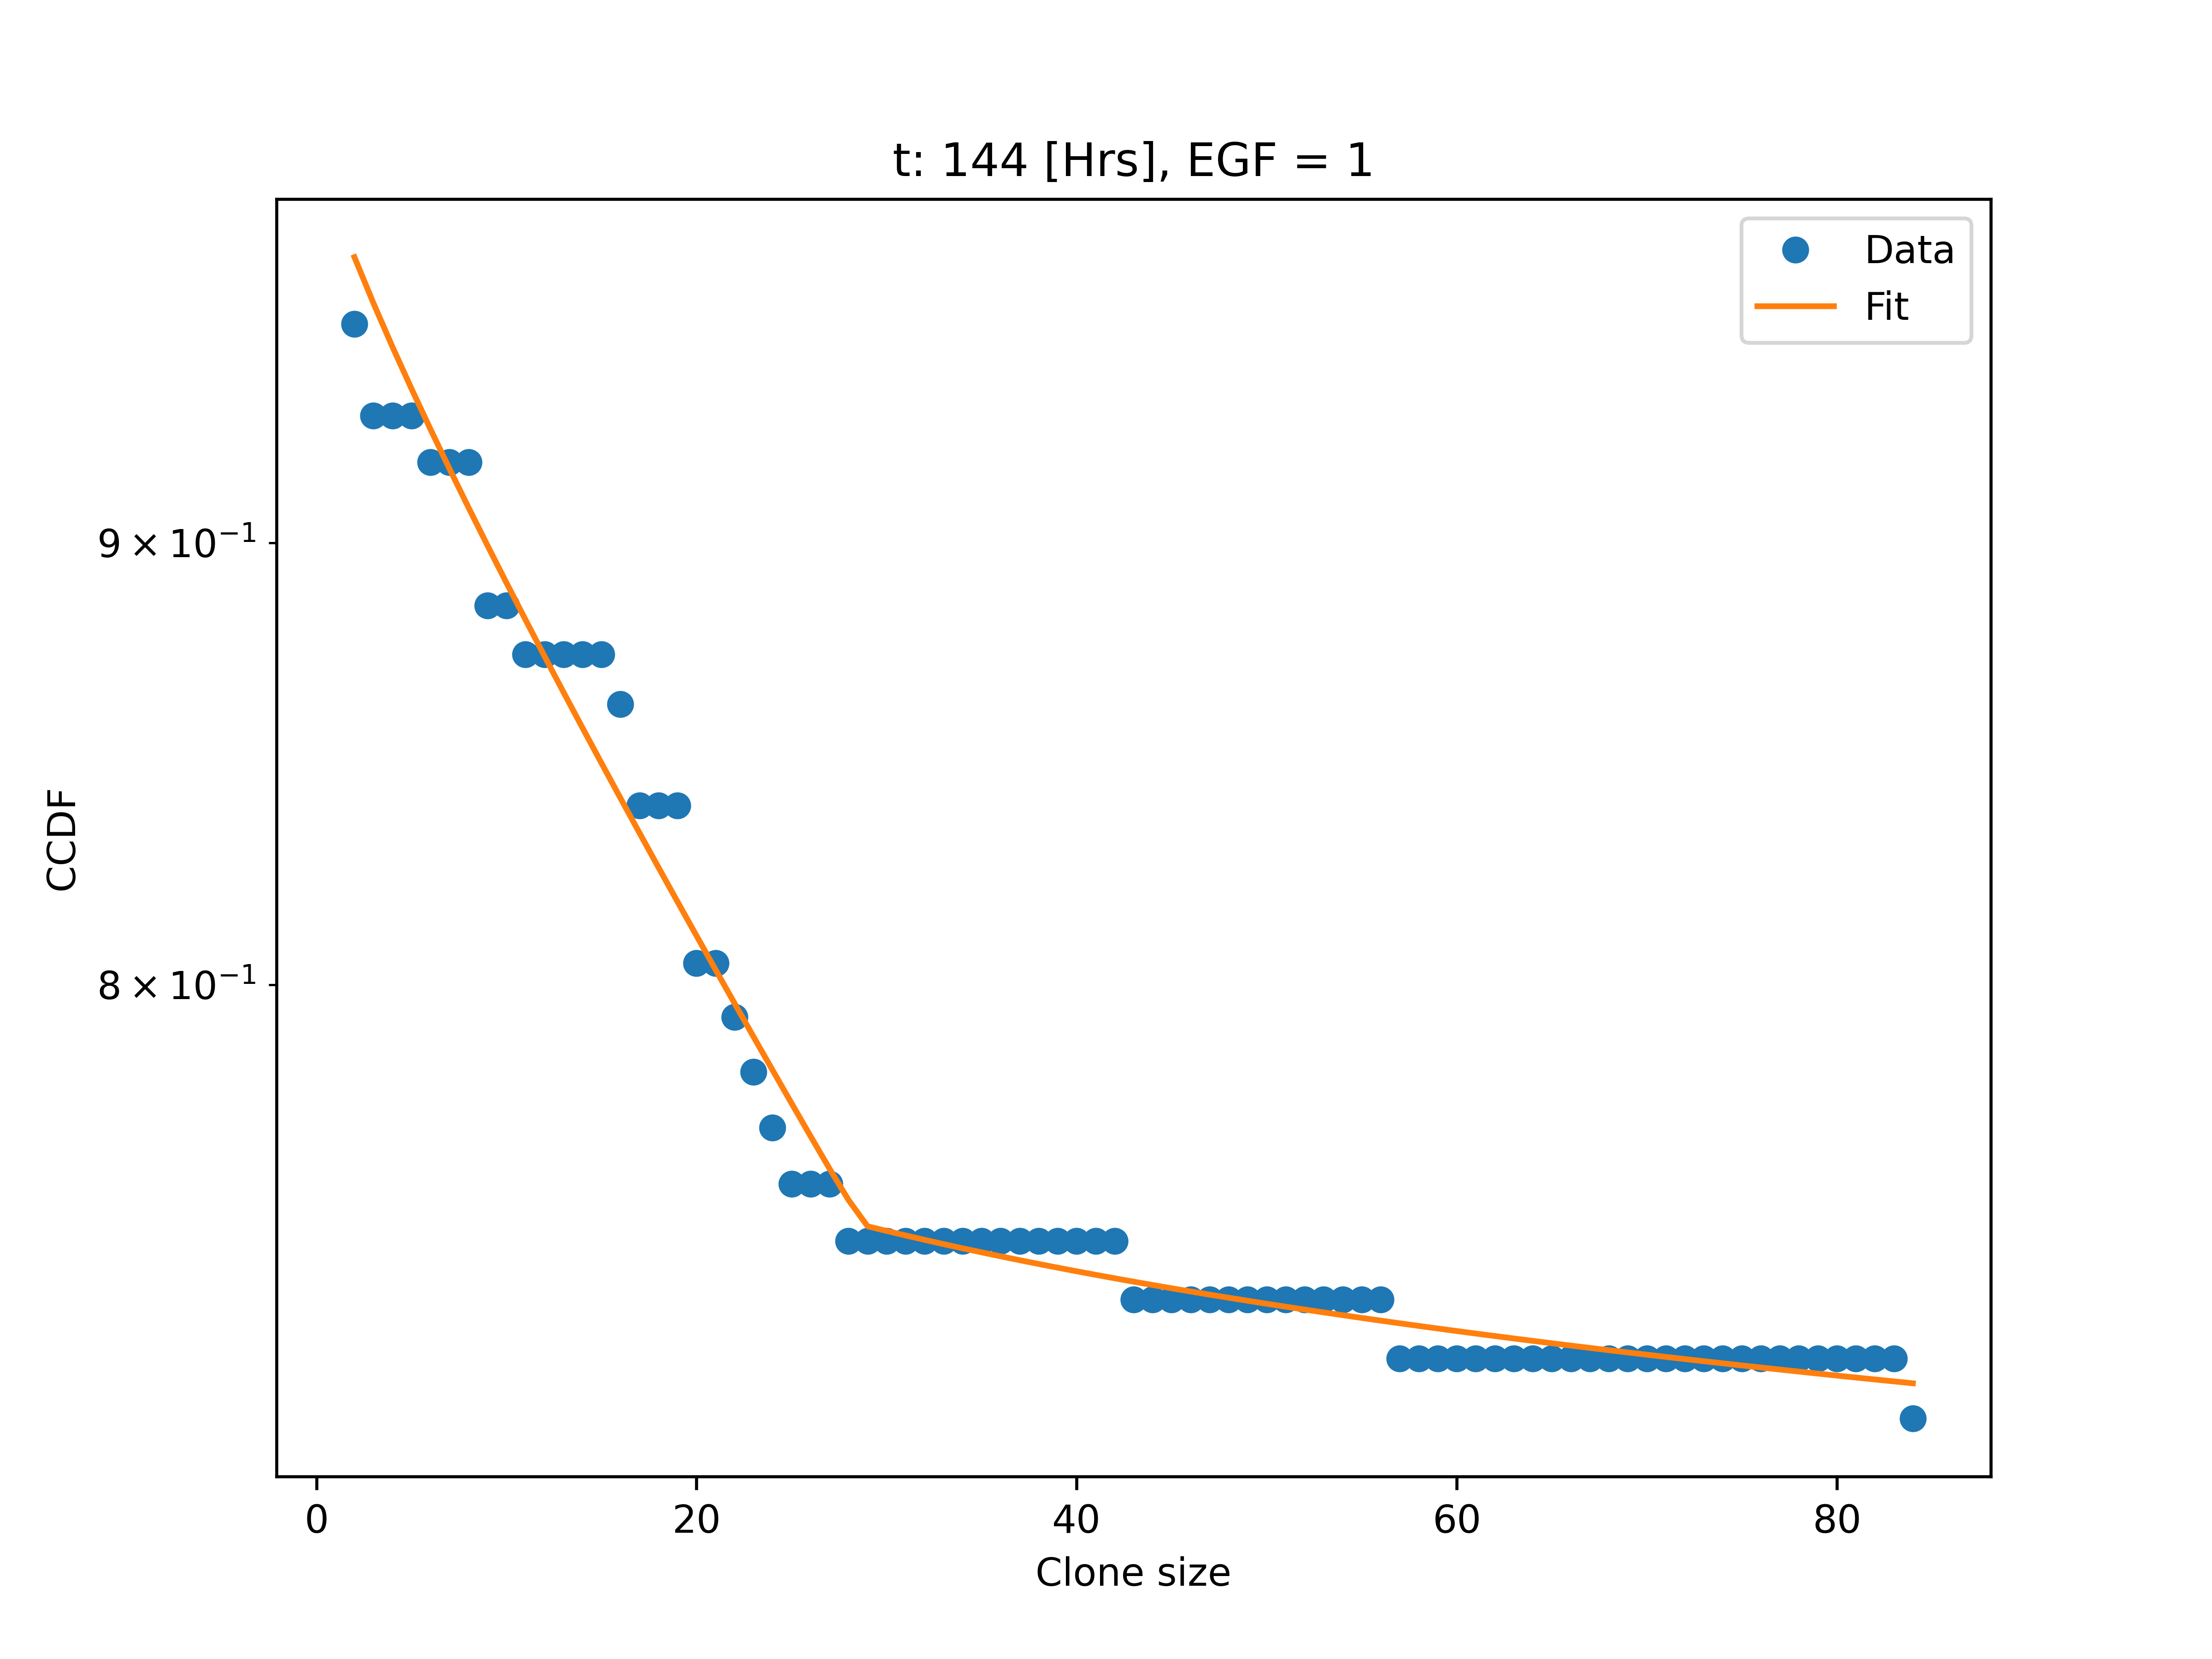 t: 144 [Hrs], EGF = 1
Data
Fit
9 × 10⁻¹
8 × 10⁻¹
CCDF
0 20 40 60 80
Clone size